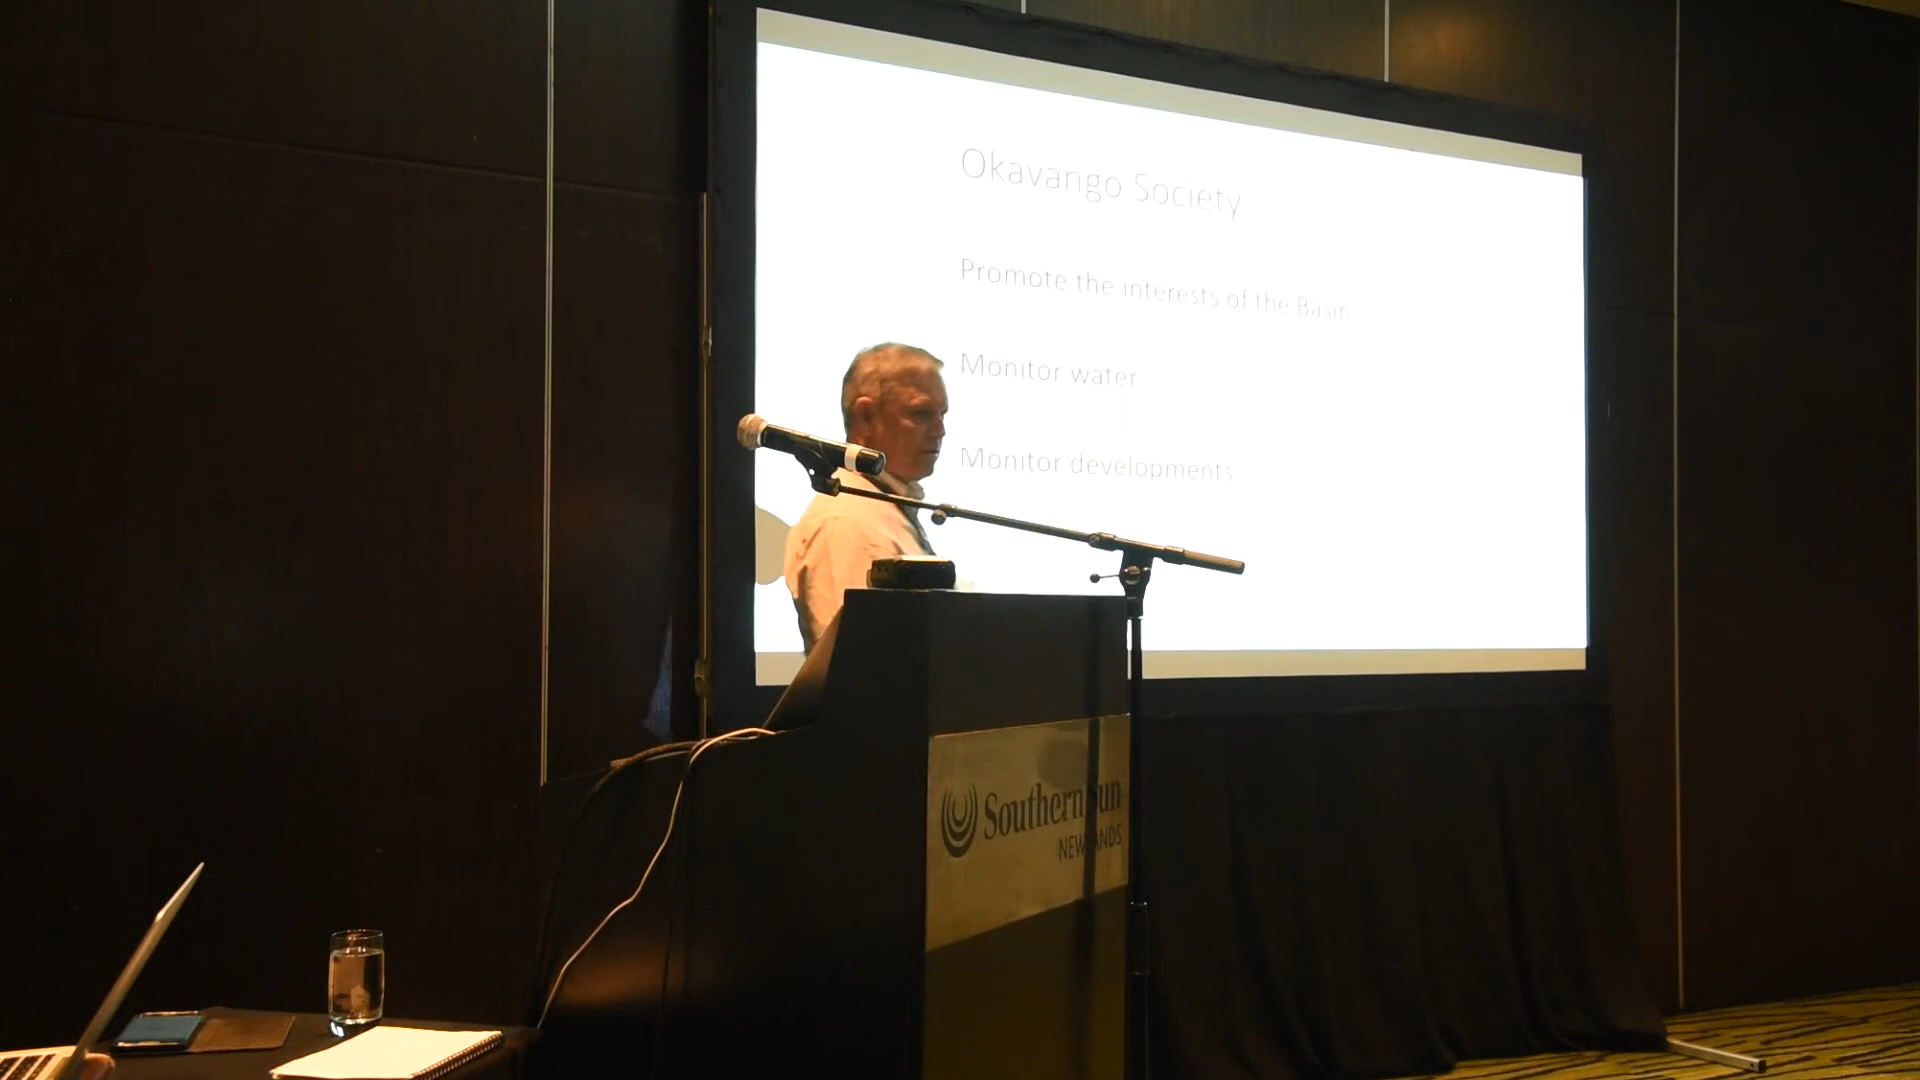 Okavango Society
Promote the interests of the Basin
Monitor water
Monitor developments
Southern Sun
NEWLANDS